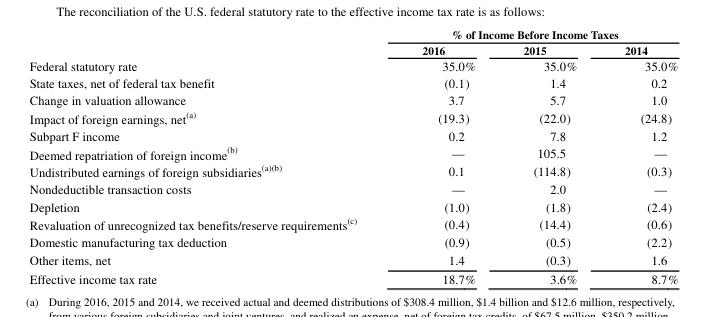 The reconciliation of the U.S. federal statutory rate to the effective income tax rate is as follows:
% of Income Before Income Taxes
2016 2015 2014
Federal statutory rate 35.0% 35.0% 35.0%
State taxes, net of federal tax benefit (0.1) 1.4 0.2
Change in valuation allowance 3.7 5.7 1.0
Impact of foreign earnings, net(a) (19.3) (22.0) (24.8)
Subpart F income 0.2 7.8 1.2
Deemed repatriation of foreign income(b) — 105.5 —
Undistributed earnings of foreign subsidiaries(a)(b) 0.1 (114.8) (0.3)
Nondeductible transaction costs — 2.0 —
Depletion (1.0) (1.8) (2.4)
Revaluation of unrecognized tax benefits/reserve requirements(c) (0.4) (14.4) (0.6)
Domestic manufacturing tax deduction (0.9) (0.5) (2.2)
Other items, net 1.4 (0.3) 1.6
Effective income tax rate 18.7% 3.6% 8.7%
(a) During 2016, 2015 and 2014, we received actual and deemed distributions of $308.4 million, $1.4 billion and $12.6 million, respectively,
from various foreign subsidiaries and joint ventures, and realized an expense, net of foreign tax credits, of $67.5 million, $350.2 million